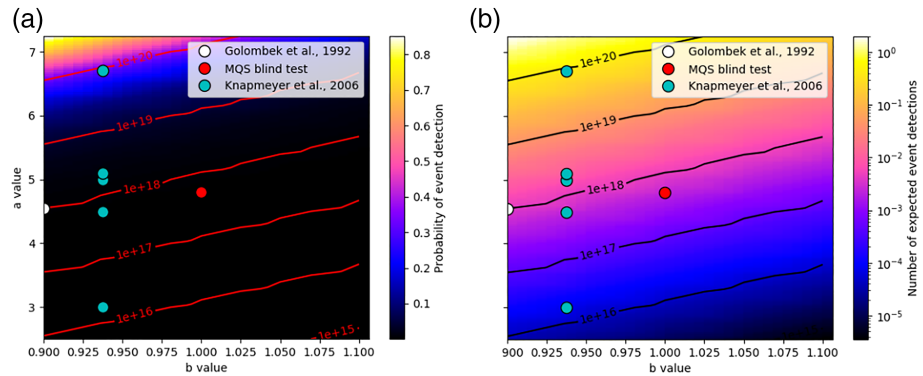 (a)
(b)
Golombek et al., 1992
MQS blind test
Knapmeyer et al., 2006
1e+20
1e+19
1e+18
1e+17
1e+16
1e+15
7
6
5
4
3
a value
0.900 0.925 0.950 0.975 1.000 1.025 1.050 1.075 1.100
b value
0.8
0.7
0.6
0.5
0.4
0.3
0.2
0.1
Probability of event detection
Golombek et al., 1992
MQS blind test
Knapmeyer et al., 2006
1e+20
1e+19
1e+18
1e+17
1e+16
900 0.925 0.950 0.975 1.000 1.025 1.050 1.075 1.100
b value
10⁰
10⁻¹
10⁻²
10⁻³
10⁻⁴
10⁻⁵
Number of expected event detections